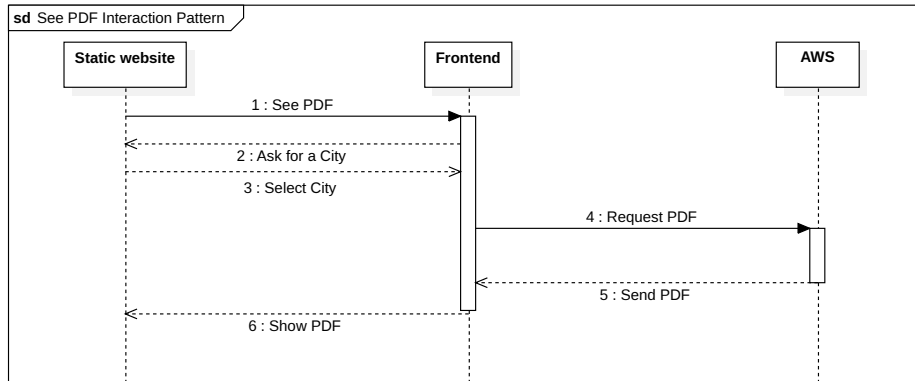 sd See PDF Interaction Pattern
Static website
Frontend
AWS
1 : See PDF
2 : Ask for a City
3 : Select City
4 : Request PDF
5 : Send PDF
6 : Show PDF